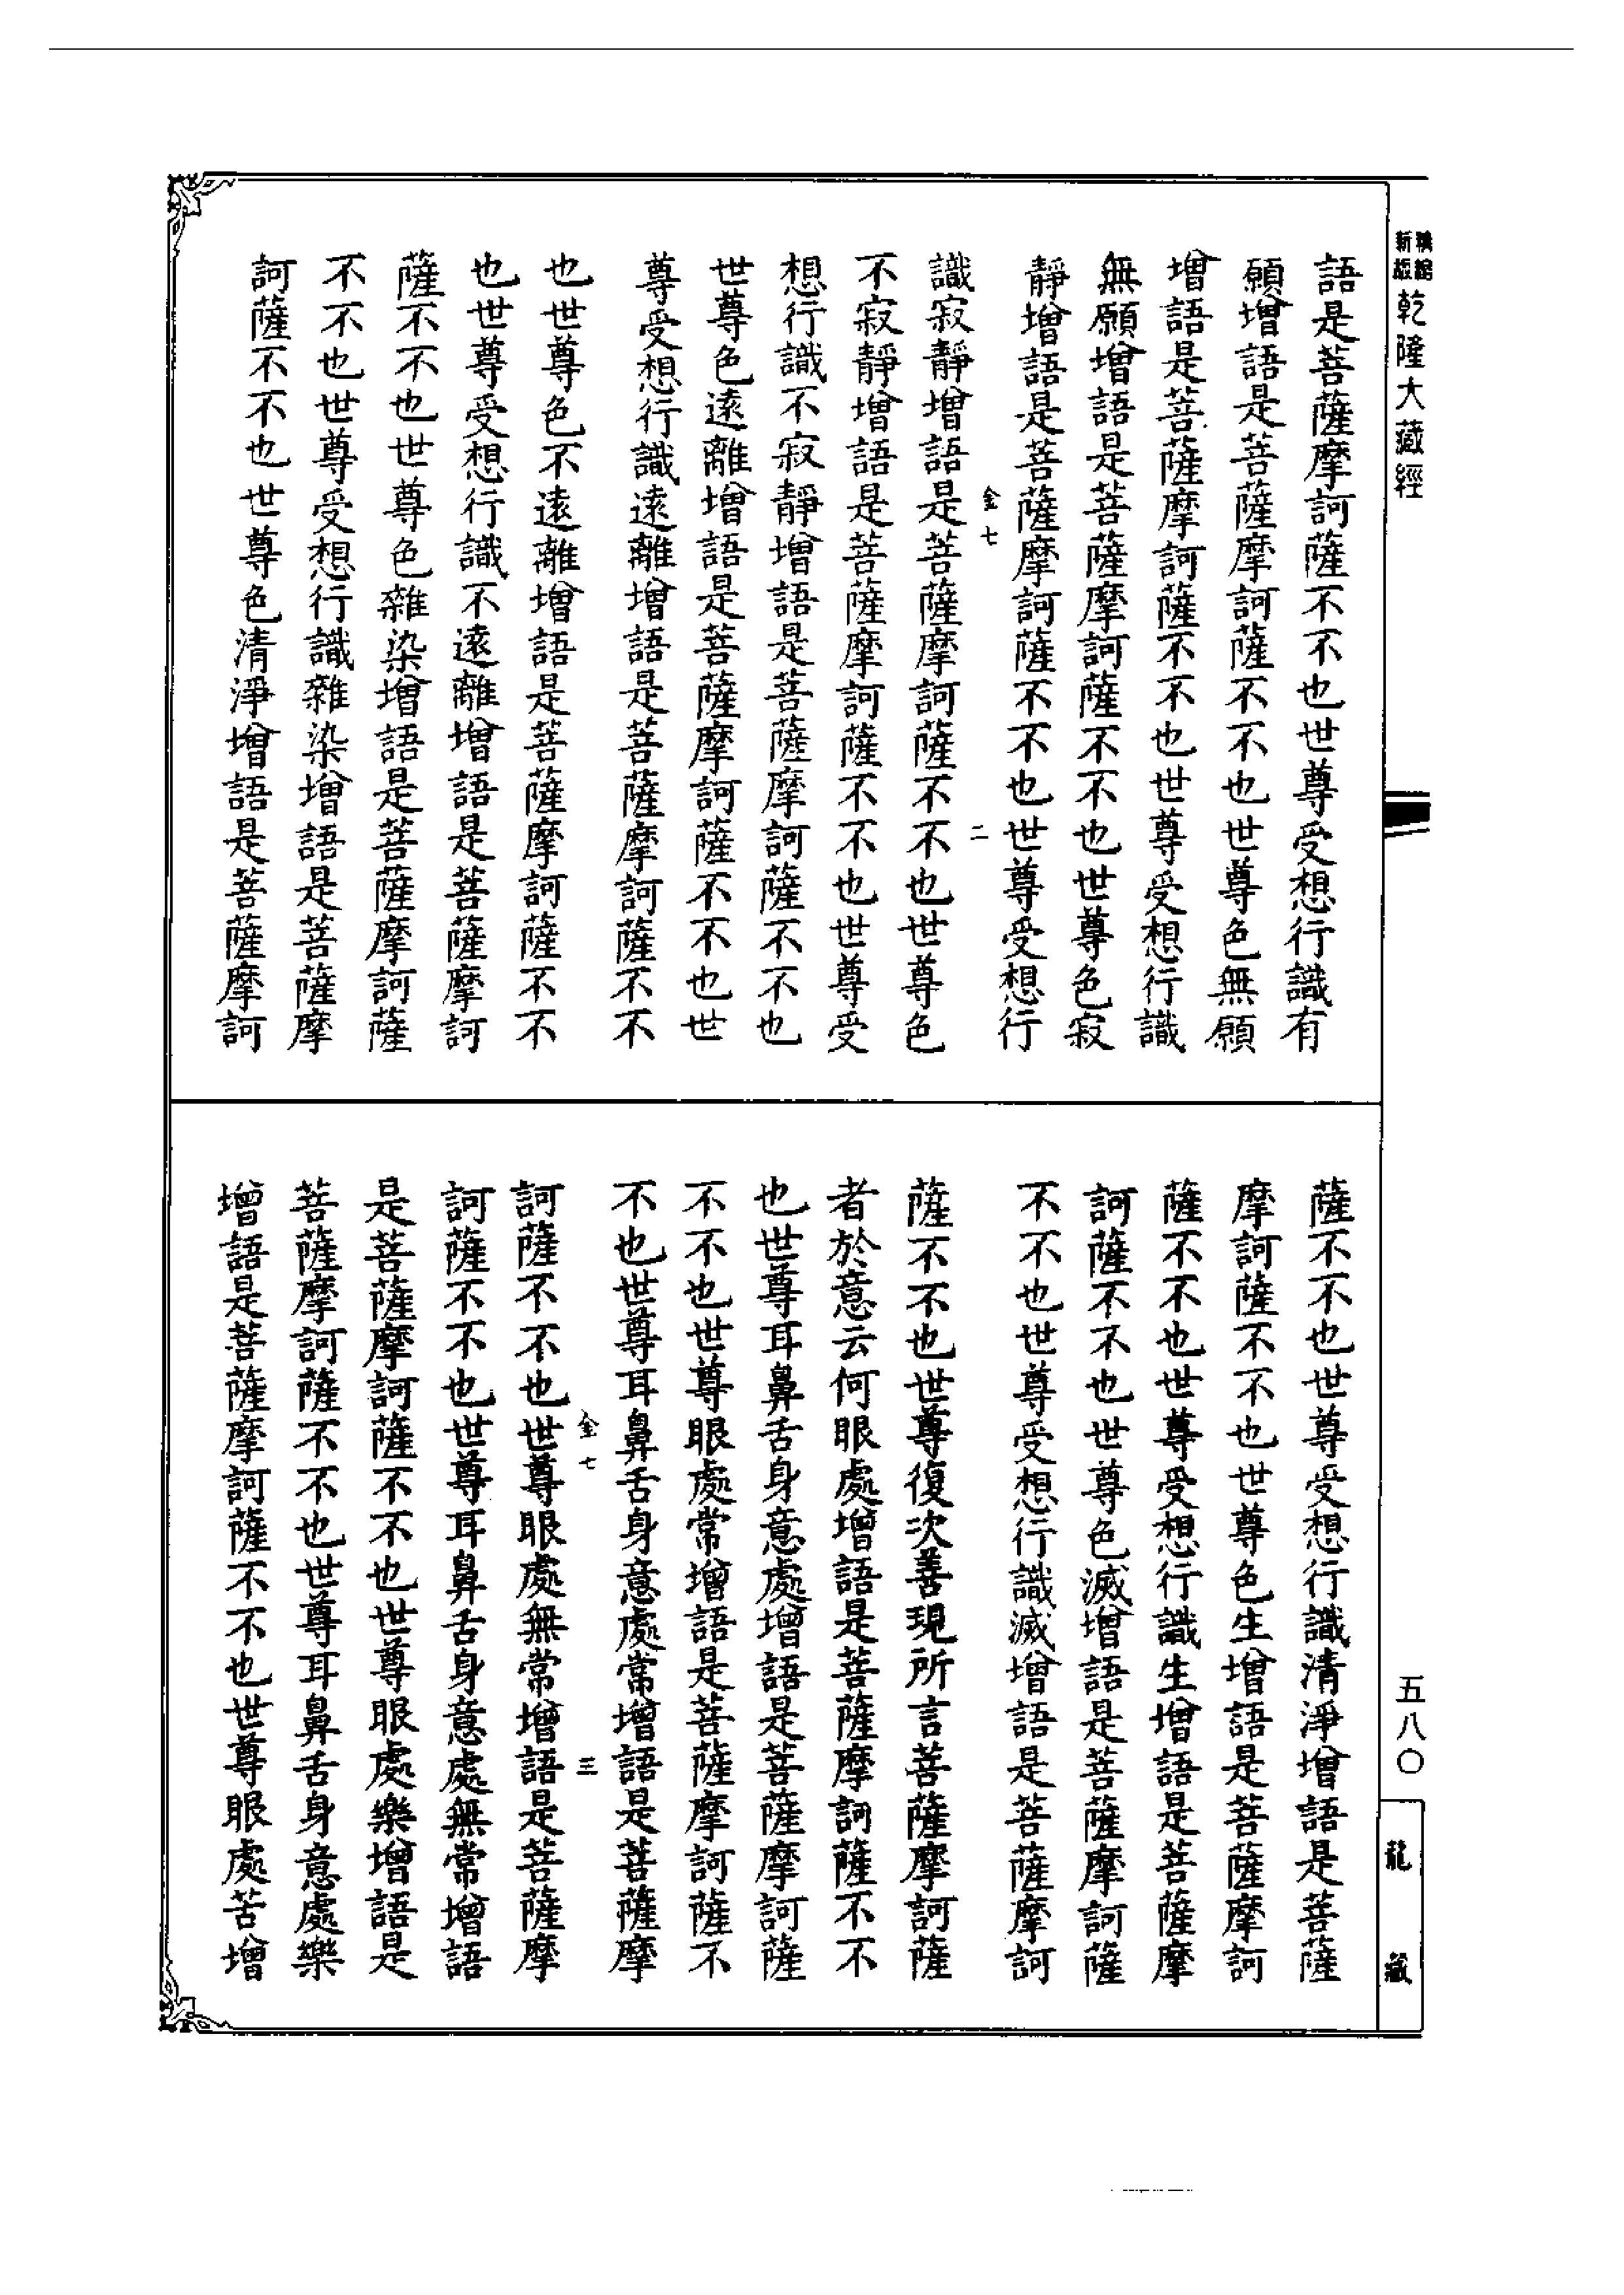 新編縮版
乾隆大藏經
語是菩薩摩訶薩不不也世尊受想行識有
願增語是菩薩摩訶薩不不也世尊色無願
增語是菩薩摩訶薩不不也世尊受想行識
無願增語是菩薩摩訶薩不不也世尊色寂
靜增語是菩薩摩訶薩不不也世尊受想行
金七 二
識寂靜增語是菩薩摩訶薩不不也世尊色
不寂靜增語是菩薩摩訶薩不不也世尊受
想行識不寂靜增語是菩薩摩訶薩不不也
世尊色遠離增語是菩薩摩訶薩不不也世
尊受想行識遠離增語是菩薩摩訶薩不不
也世尊色不遠離增語是菩薩摩訶薩不不
也世尊受想行識不遠離增語是菩薩摩訶
薩不不也世尊色雜染增語是菩薩摩訶薩
不不也世尊受想行識雜染增語是菩薩摩
訶薩不不也世尊色清淨增語是菩薩摩訶
薩不不也世尊受想行識清淨增語是菩薩
摩訶薩不不也世尊色生增語是菩薩摩訶
薩不不也世尊受想行識生增語是菩薩摩
訶薩不不也世尊色滅增語是菩薩摩訶薩
不不也世尊受想行識滅增語是菩薩摩訶
薩不不也世尊復次善現所言菩薩摩訶薩
者於意云何眼處增語是菩薩摩訶薩不不
也世尊耳鼻舌身意處增語是菩薩摩訶薩
不不也世尊眼處常增語是菩薩摩訶薩不
不也世尊耳鼻舌身意處常增語是菩薩摩
金七 三
訶薩不不也世尊眼處無常增語是菩薩摩
訶薩不不也世尊耳鼻舌身意處無常增語
是菩薩摩訶薩不不也世尊眼處樂增語是
菩薩摩訶薩不不也世尊耳鼻舌身意處樂
增語是菩薩摩訶薩不不也世尊眼處苦增
五八〇
龍藏